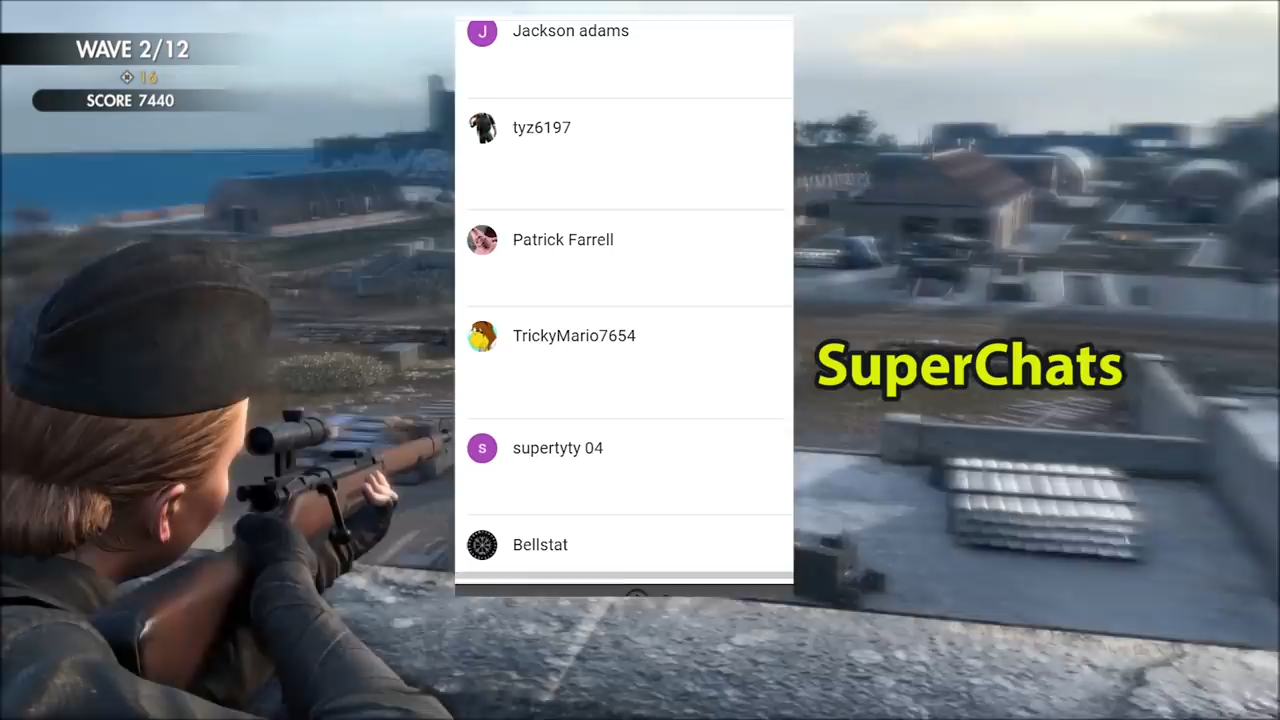 WAVE 2/12
16
SCORE 7440
J
Jackson adams
tyz6197
Patrick Farrell
TrickyMario7654
SuperChats
s
supertyty 04
Bellstat